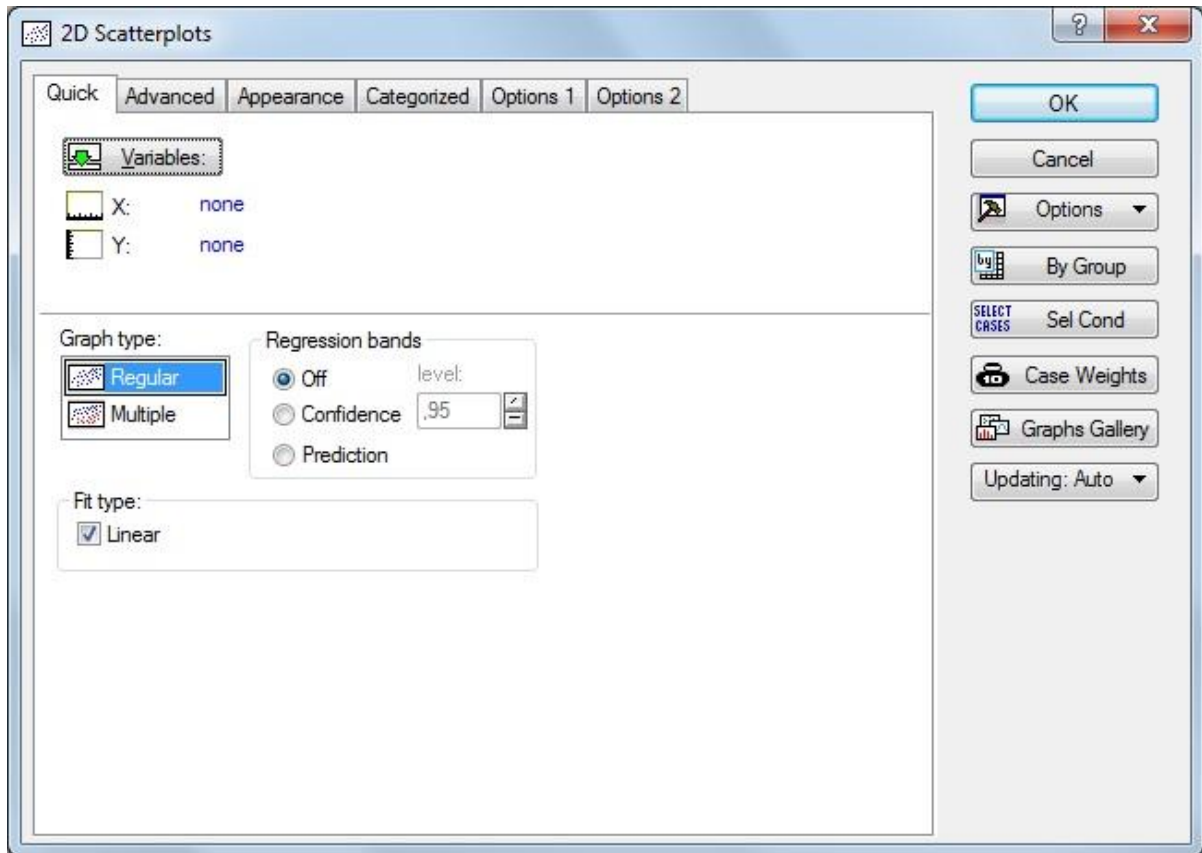 2D Scatterplots
Quick Advanced Appearance Categorized Options 1 Options 2
Variables:
X: none
Y: none
Graph type:
Regular
Multiple
Regression bands
Off
level:
Confidence
,95
Prediction
Fit type:
Linear
OK
Cancel
Options
by
By Group
SELECT
CASES
Sel Cond
Case Weights
Graphs Gallery
Updating: Auto